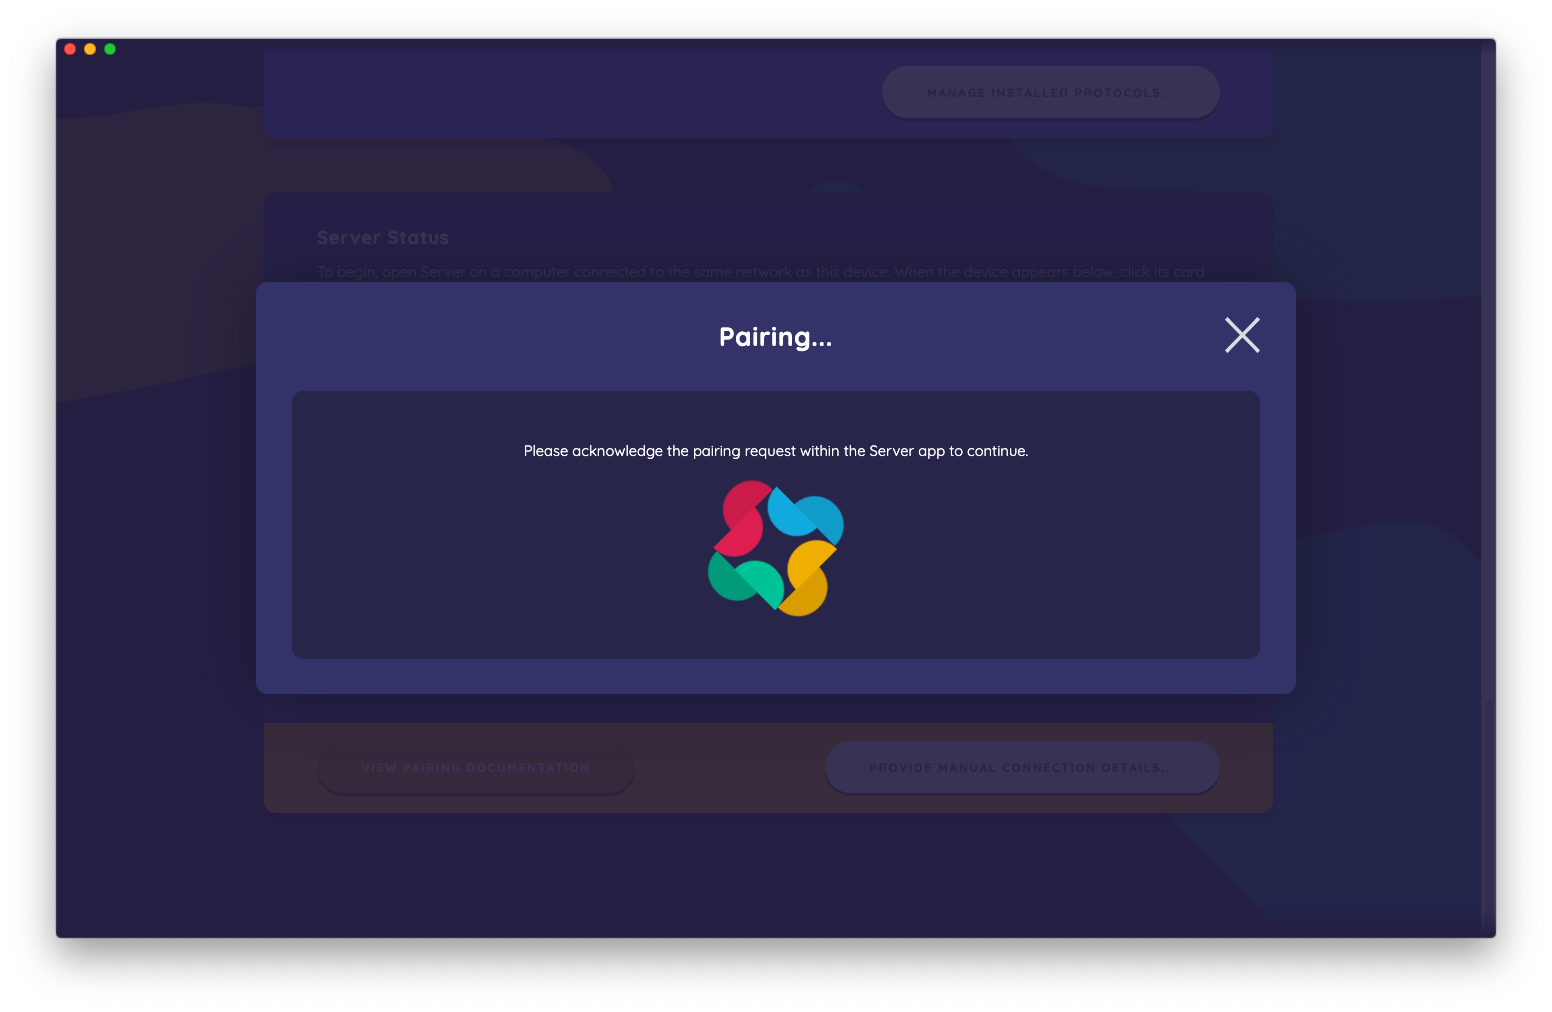 MANAGE INSTALLED PROTOCOLS...
Server Status
To begin, open Server on a computer connected to the same network as this device. When the device appears below, click its card
Pairing...
Please acknowledge the pairing request within the Server app to continue.
VIEW PAIRING DOCUMENTATION
PROVIDE MANUAL CONNECTION DETAILS...